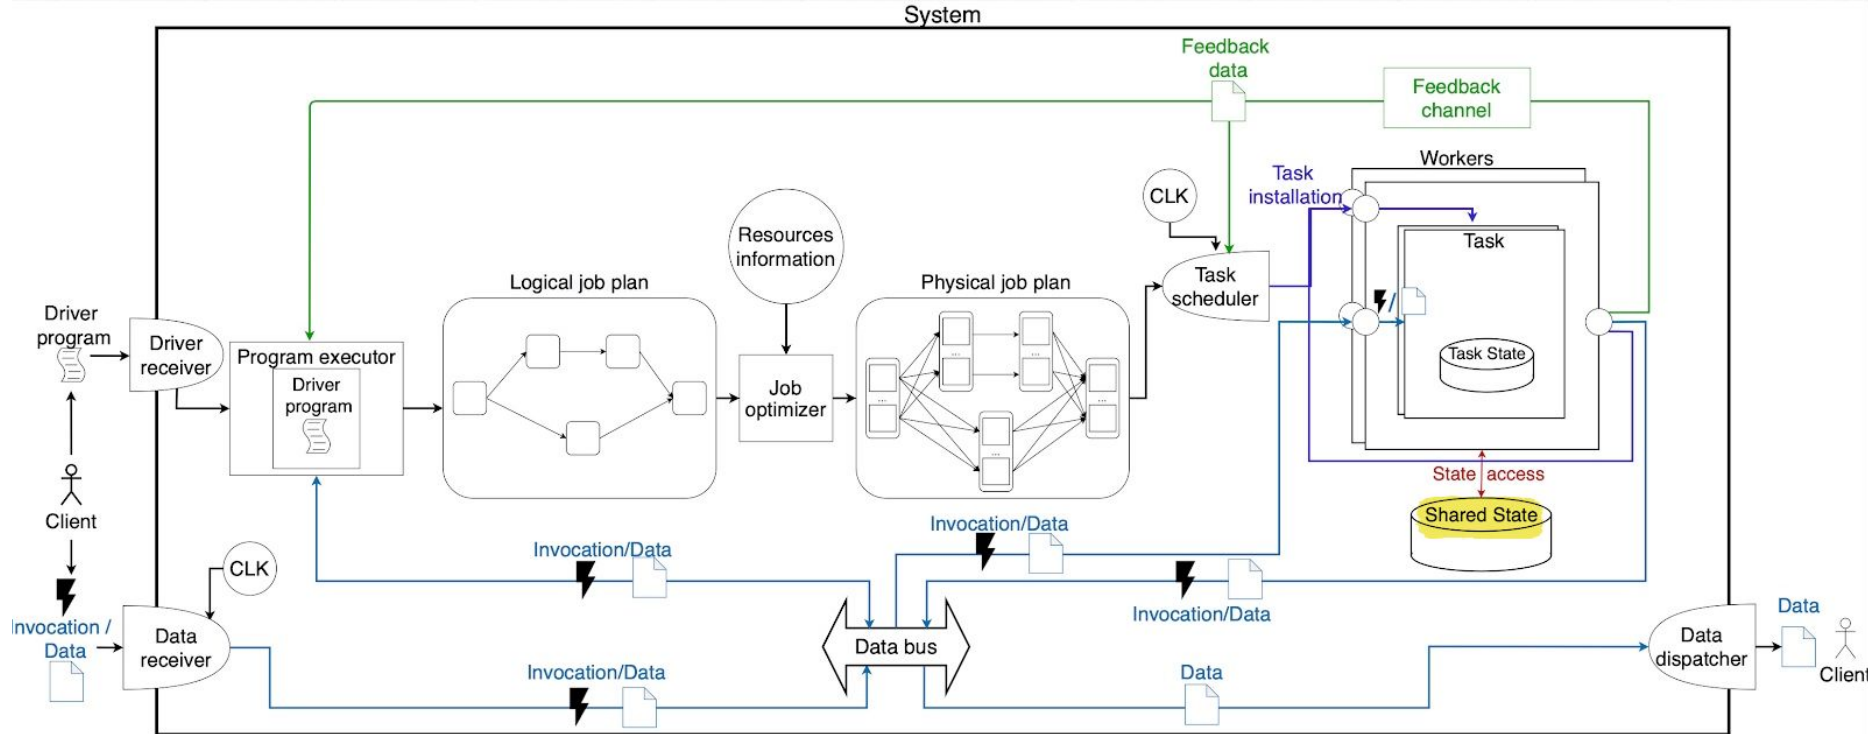 System
Feedback
data
Feedback
channel
Workers
Task
installation
CLK
Task
Resources
information
Logical job plan
Physical job plan
Task
scheduler
Driver
program
Driver
receiver
Program executor
Driver
program
Job
optimizer
...
...
...
...
...
/
Task State
State access
Shared State
Client
Invocation/Data
Invocation/Data
CLK
Invocation/Data
Invocation /
Data
Data
receiver
Data bus
Data
dispatcher
Data
Client
Invocation/Data
Data